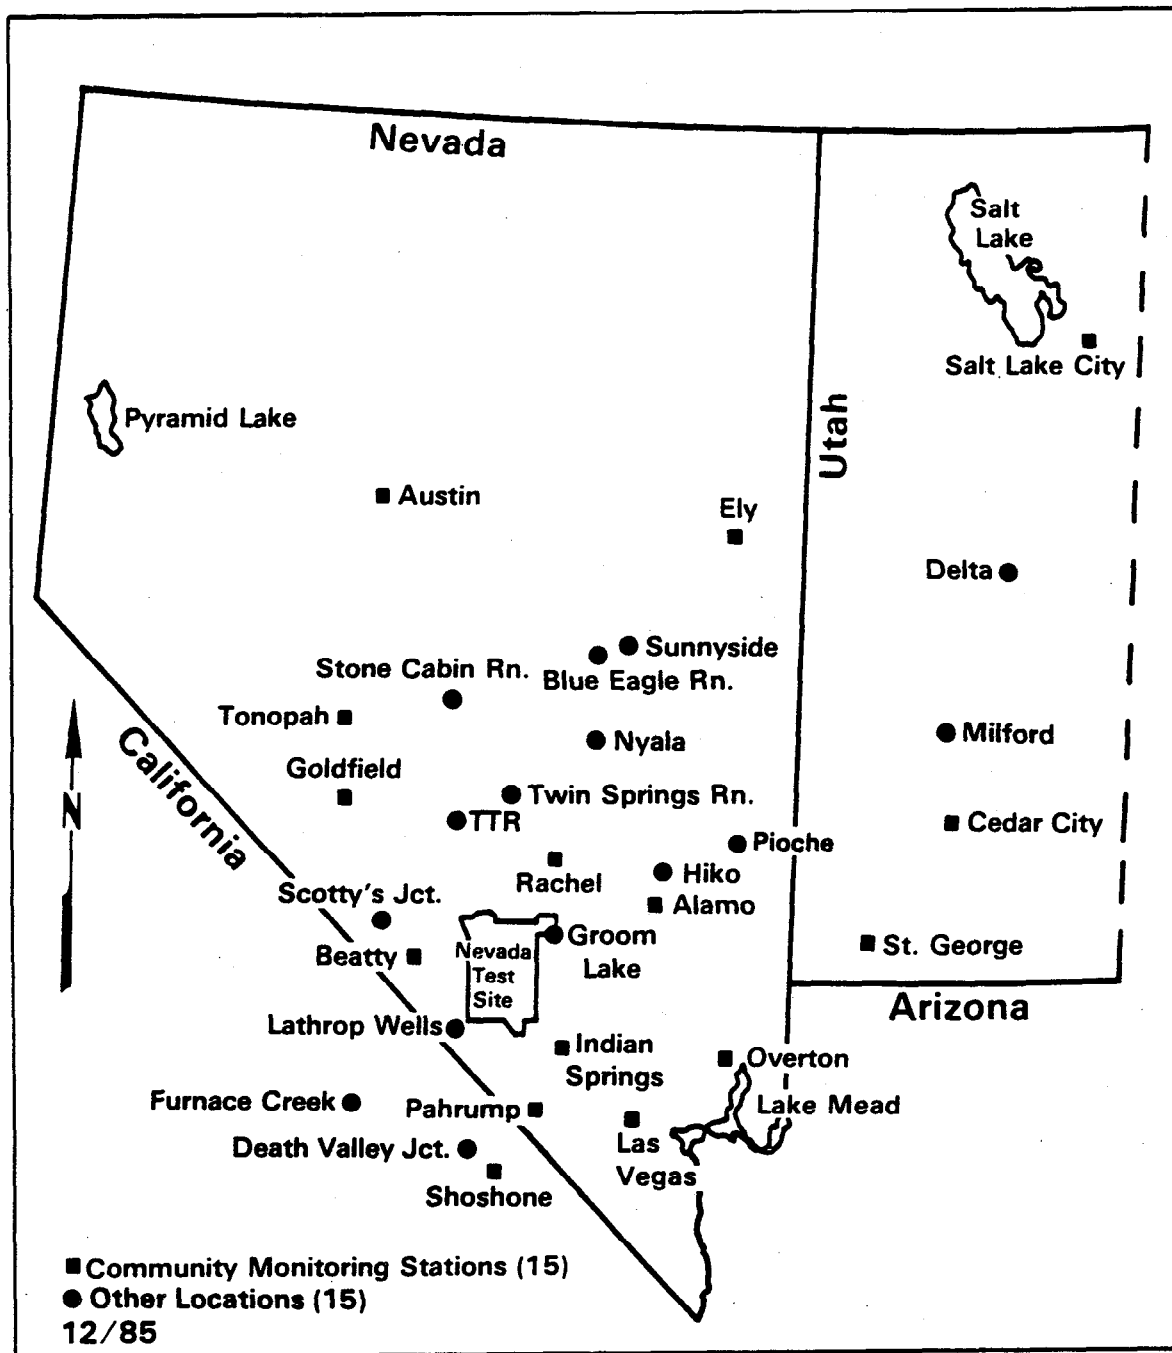 Nevada
Salt
Lake
Salt Lake City
Pyramid Lake
Utah
Austin
Ely
Delta
Sunnyside
Stone Cabin Rn.
Blue Eagle Rn.
Tonopah
Nyala
Milford
California
Goldfield
N
Twin Springs Rn.
TTR
Cedar City
Pioche
Rachel
Hiko
Scotty's Jct.
Alamo
Groom
Lake
Beatty
Nevada
Test
Site
St. George
Arizona
Lathrop Wells
Indian
Springs
Overton
Furnace Creek
Pahrump
Lake Mead
Death Valley Jct.
Las
Vegas
Shoshone
Community Monitoring Stations (15)
Other Locations (15)
12/85